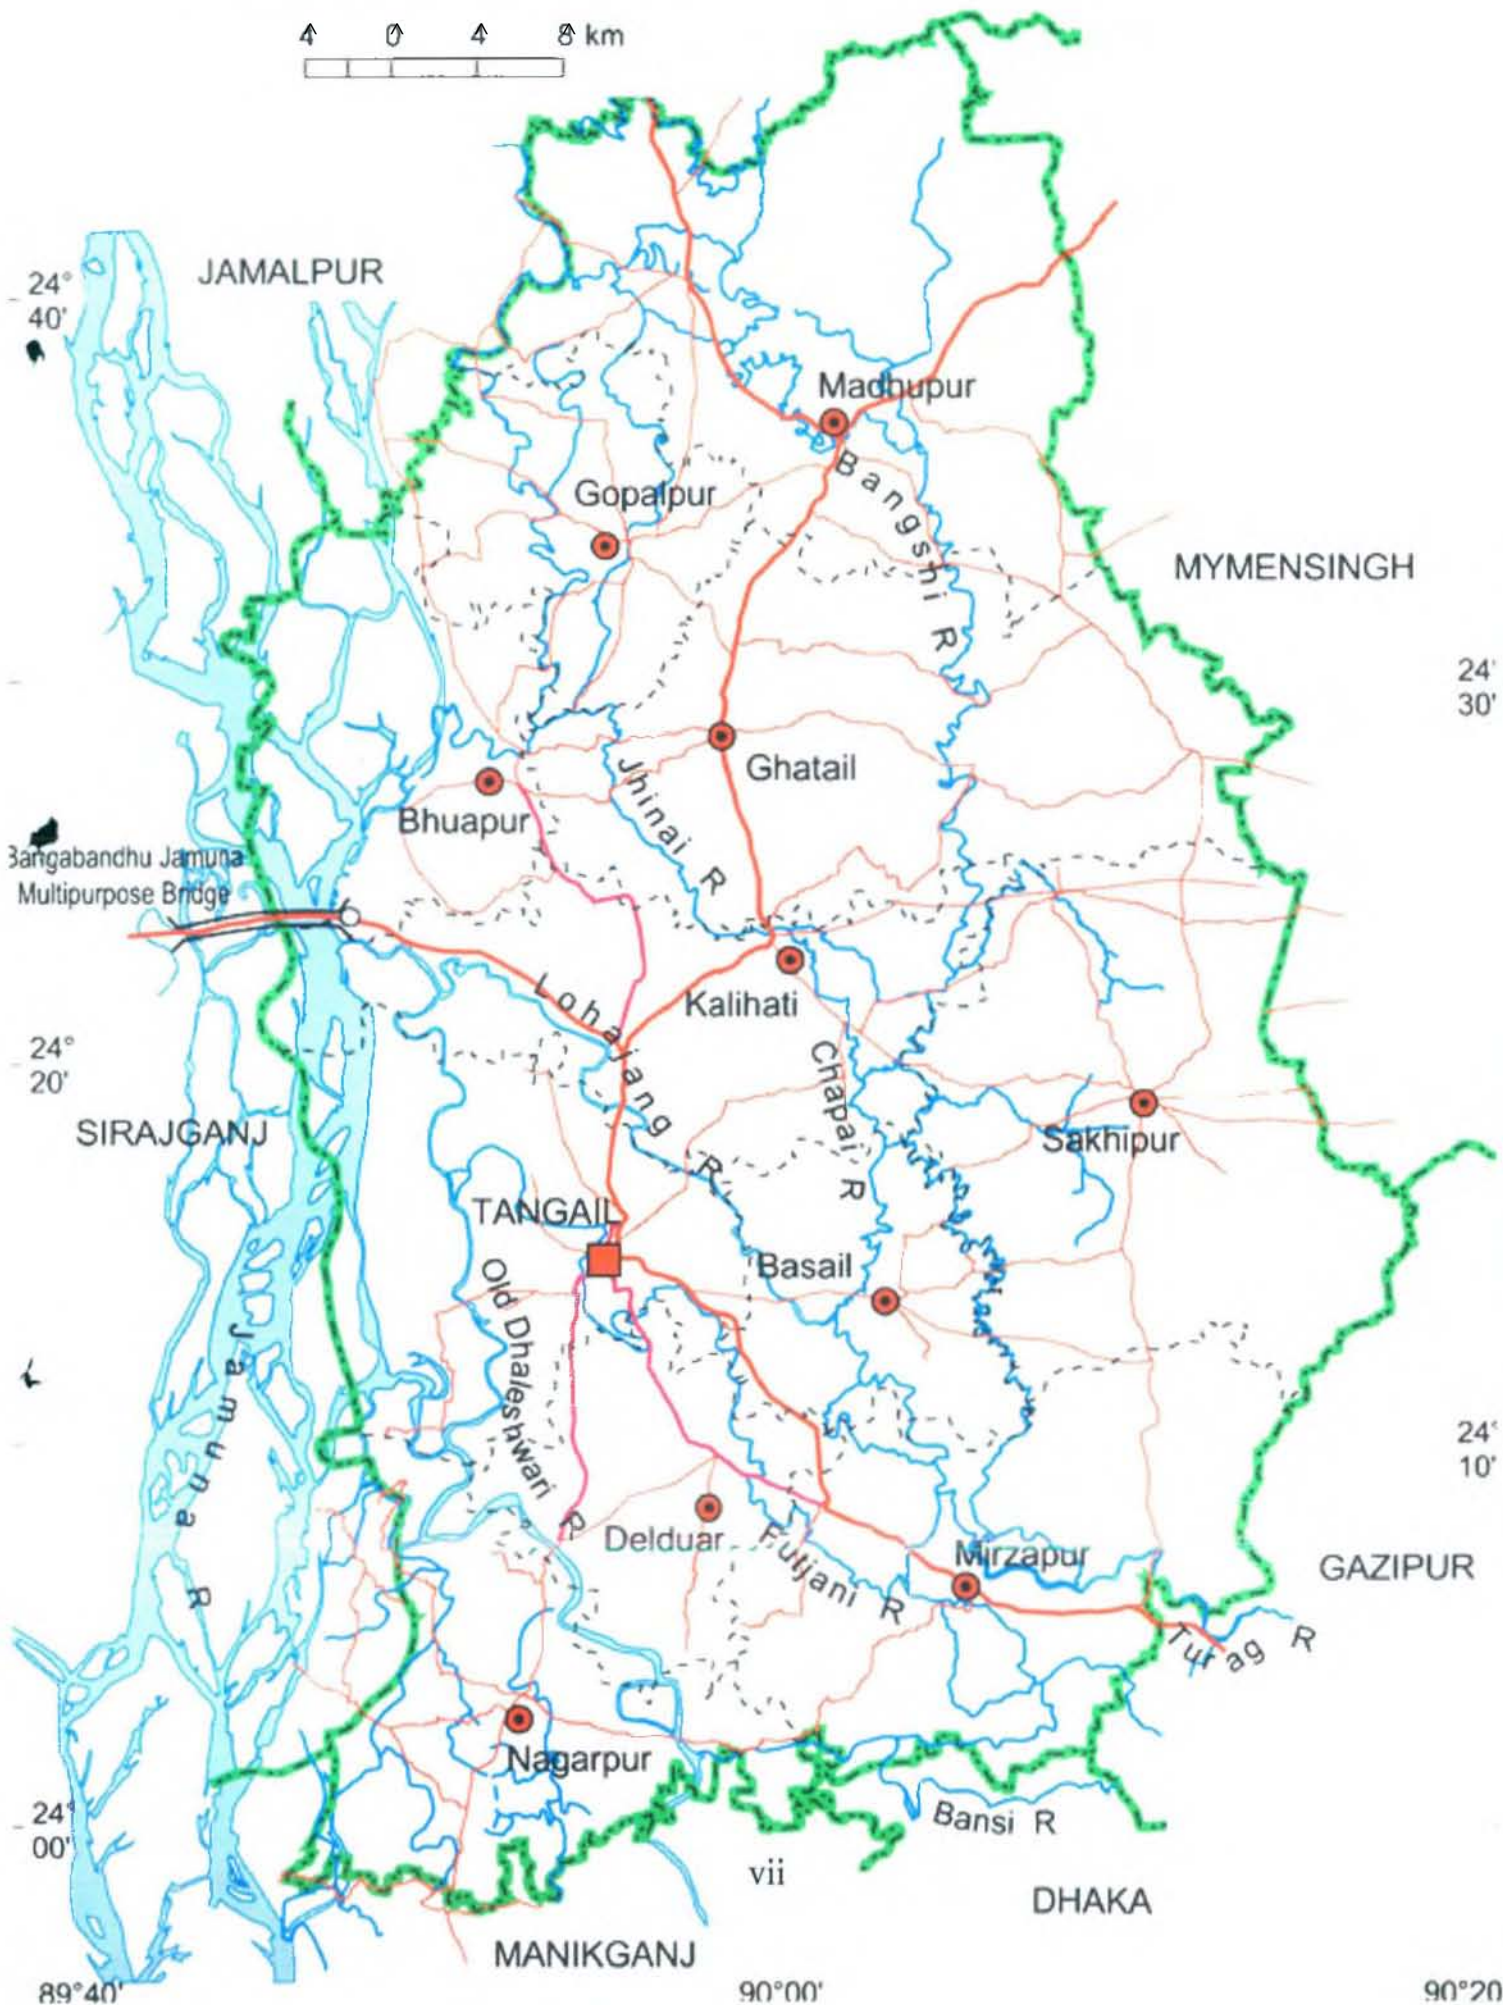 4 0 4 8 km
JAMALPUR
24°
40'
Madhupur
Bangshi R
Gopalpur
MYMENSINGH
24'
30'
Ghatail
Jhinai R
Bhuapur
Bangabandhu Jamuna
Multipurpose Bridge
Lohajang R
Kalihati
Chapai R
24°
20'
SIRAJGANJ
Sakhipur
TANGAIL
Basail
Old Dhaleshwari R
Jamuna R
24°
10'
Delduar
Futjani R
Mirzapur
GAZIPUR
Turag R
Nagarpur
24°
00'
Bansi R
vii
DHAKA
MANIKGANJ
89°40'
90°00'
90°20